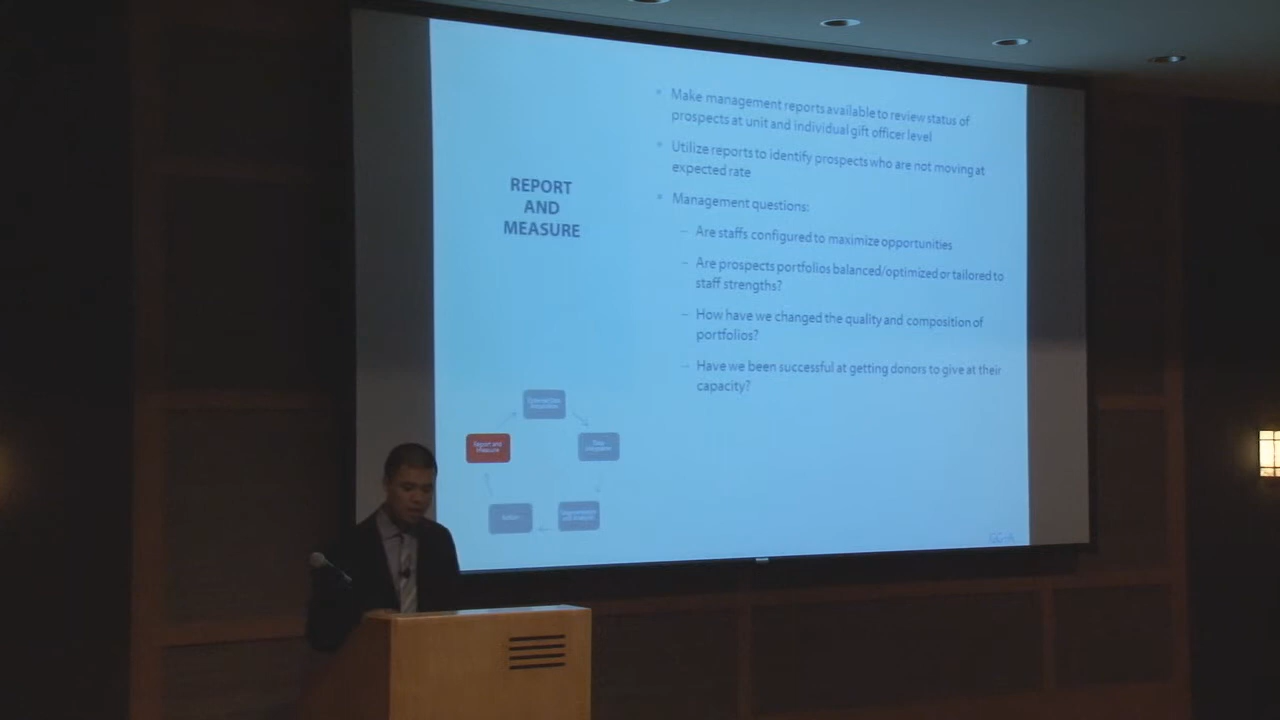 REPORT
AND
MEASURE
Make management reports available to review status of
prospects at unit and individual gift officer level
Utilize reports to identify prospects who are not moving at
expected rate
Management questions:
– Are staffs configured to maximize opportunities
– Are prospects portfolios balanced/optimized or tailored to
staff strengths?
– How have we changed the quality and composition of
portfolios?
– Have we been successful at getting donors to give at their
capacity?
Report and
Measure